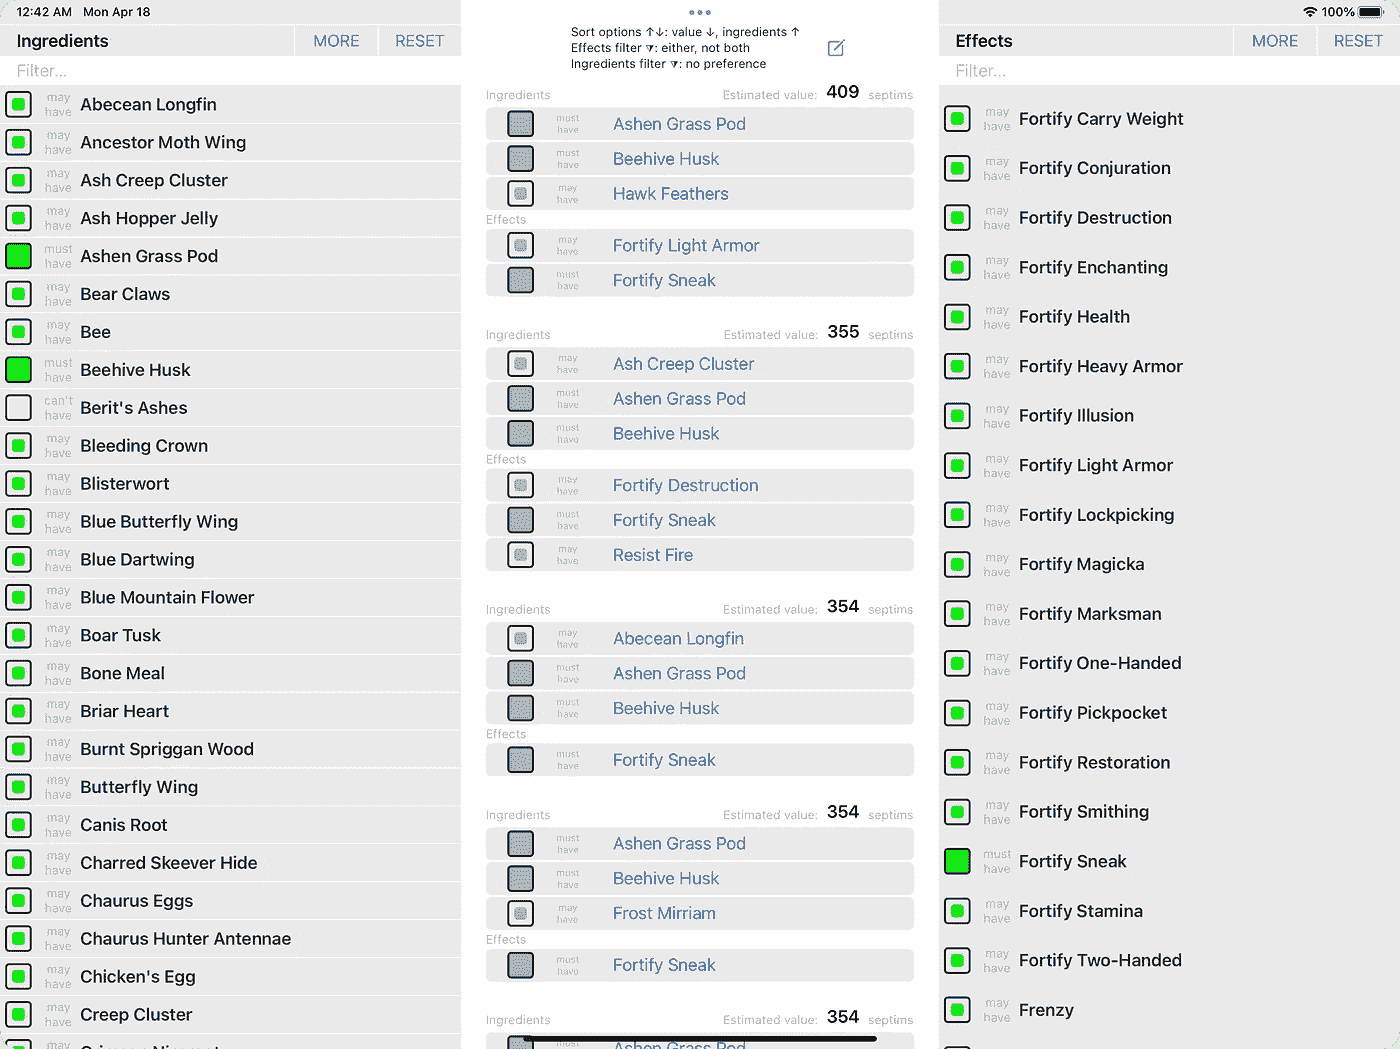 12:42 AM Mon Apr 18
100%
Ingredients
MORE
RESET
Filter...
may have Abecean Longfin
may have Ancestor Moth Wing
may have Ash Creep Cluster
may have Ash Hopper Jelly
must have Ashen Grass Pod
may have Bear Claws
may have Bee
must have Beehive Husk
can't have Berit's Ashes
may have Bleeding Crown
may have Blisterwort
may have Blue Butterfly Wing
may have Blue Dartwing
may have Blue Mountain Flower
may have Boar Tusk
may have Bone Meal
may have Briar Heart
may have Burnt Spriggan Wood
may have Butterfly Wing
may have Canis Root
may have Charred Skeever Hide
may have Chaurus Eggs
may have Chaurus Hunter Antennae
may have Chicken's Egg
may have Creep Cluster
Sort options ↑↓: value ↓, ingredients ↑
Effects filter ⧩: either, not both
Ingredients filter ⧩: no preference
Ingredients Estimated value: 409 septims
must have Ashen Grass Pod
must have Beehive Husk
may have Hawk Feathers
Effects
may have Fortify Light Armor
must have Fortify Sneak
Ingredients Estimated value: 355 septims
may have Ash Creep Cluster
must have Ashen Grass Pod
must have Beehive Husk
Effects
may have Fortify Destruction
must have Fortify Sneak
may have Resist Fire
Ingredients Estimated value: 354 septims
may have Abecean Longfin
must have Ashen Grass Pod
must have Beehive Husk
Effects
must have Fortify Sneak
Ingredients Estimated value: 354 septims
must have Ashen Grass Pod
must have Beehive Husk
may have Frost Mirriam
Effects
must have Fortify Sneak
Ingredients Estimated value: 354 septims
must Ashen Grass Pod
Effects
MORE
RESET
Filter...
may have Fortify Carry Weight
may have Fortify Conjuration
may have Fortify Destruction
may have Fortify Enchanting
may have Fortify Health
may have Fortify Heavy Armor
may have Fortify Illusion
may have Fortify Light Armor
may have Fortify Lockpicking
may have Fortify Magicka
may have Fortify Marksman
may have Fortify One-Handed
may have Fortify Pickpocket
may have Fortify Restoration
may have Fortify Smithing
must have Fortify Sneak
may have Fortify Stamina
may have Fortify Two-Handed
may have Frenzy